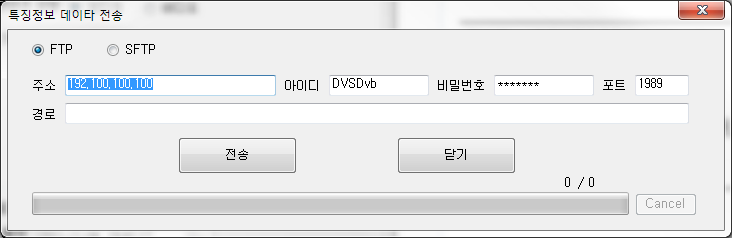 특징정보 데이타 전송
FTP SFTP
주소 192,100,100,100 아이디 DVSDvb 비밀번호 ******* 포트 1989
경로
전송 닫기
0 / 0
Cancel